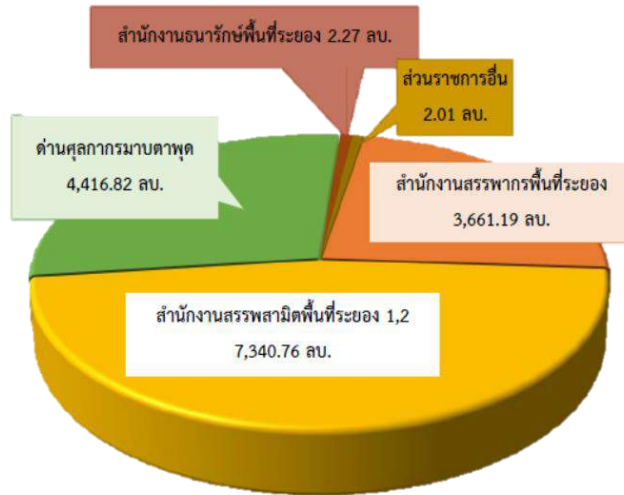 สำนักงานธนารักษ์พื้นที่ระยอง 2.27 ลบ.
ส่วนราชการอื่น
2.01 ลบ.
ด่านศุลกากรมาบตาพุด
4,416.82 ลบ.
สำนักงานสรรพากรพื้นที่ระยอง
3,661.19 ลบ.
สำนักงานสรรพสามิตพื้นที่ระยอง 1,2
7,340.76 ลบ.